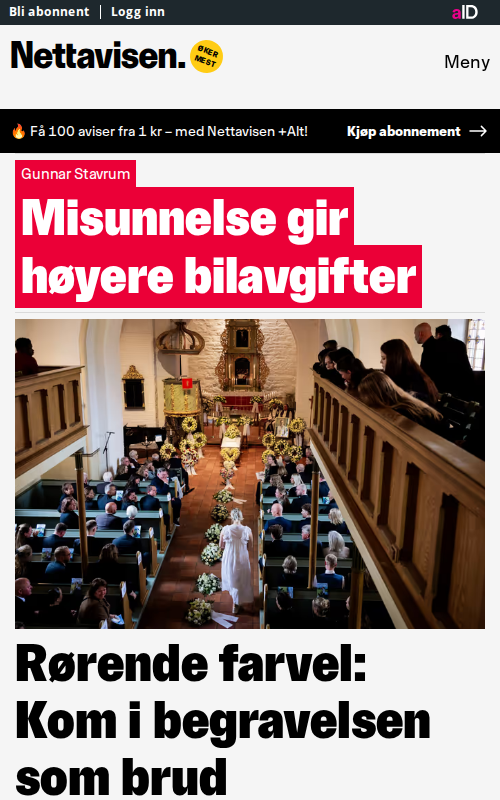 Bli abonnent
Logg inn
aID
Nettavisen.
ØKER
MEST
Meny
🔥 Få 100 aviser fra 1 kr – med Nettavisen +Alt!
Kjøp abonnement →
Gunnar Stavrum
Misunnelse gir
høyere bilavgifter
Rørende farvel:
Kom i begravelsen
som brud